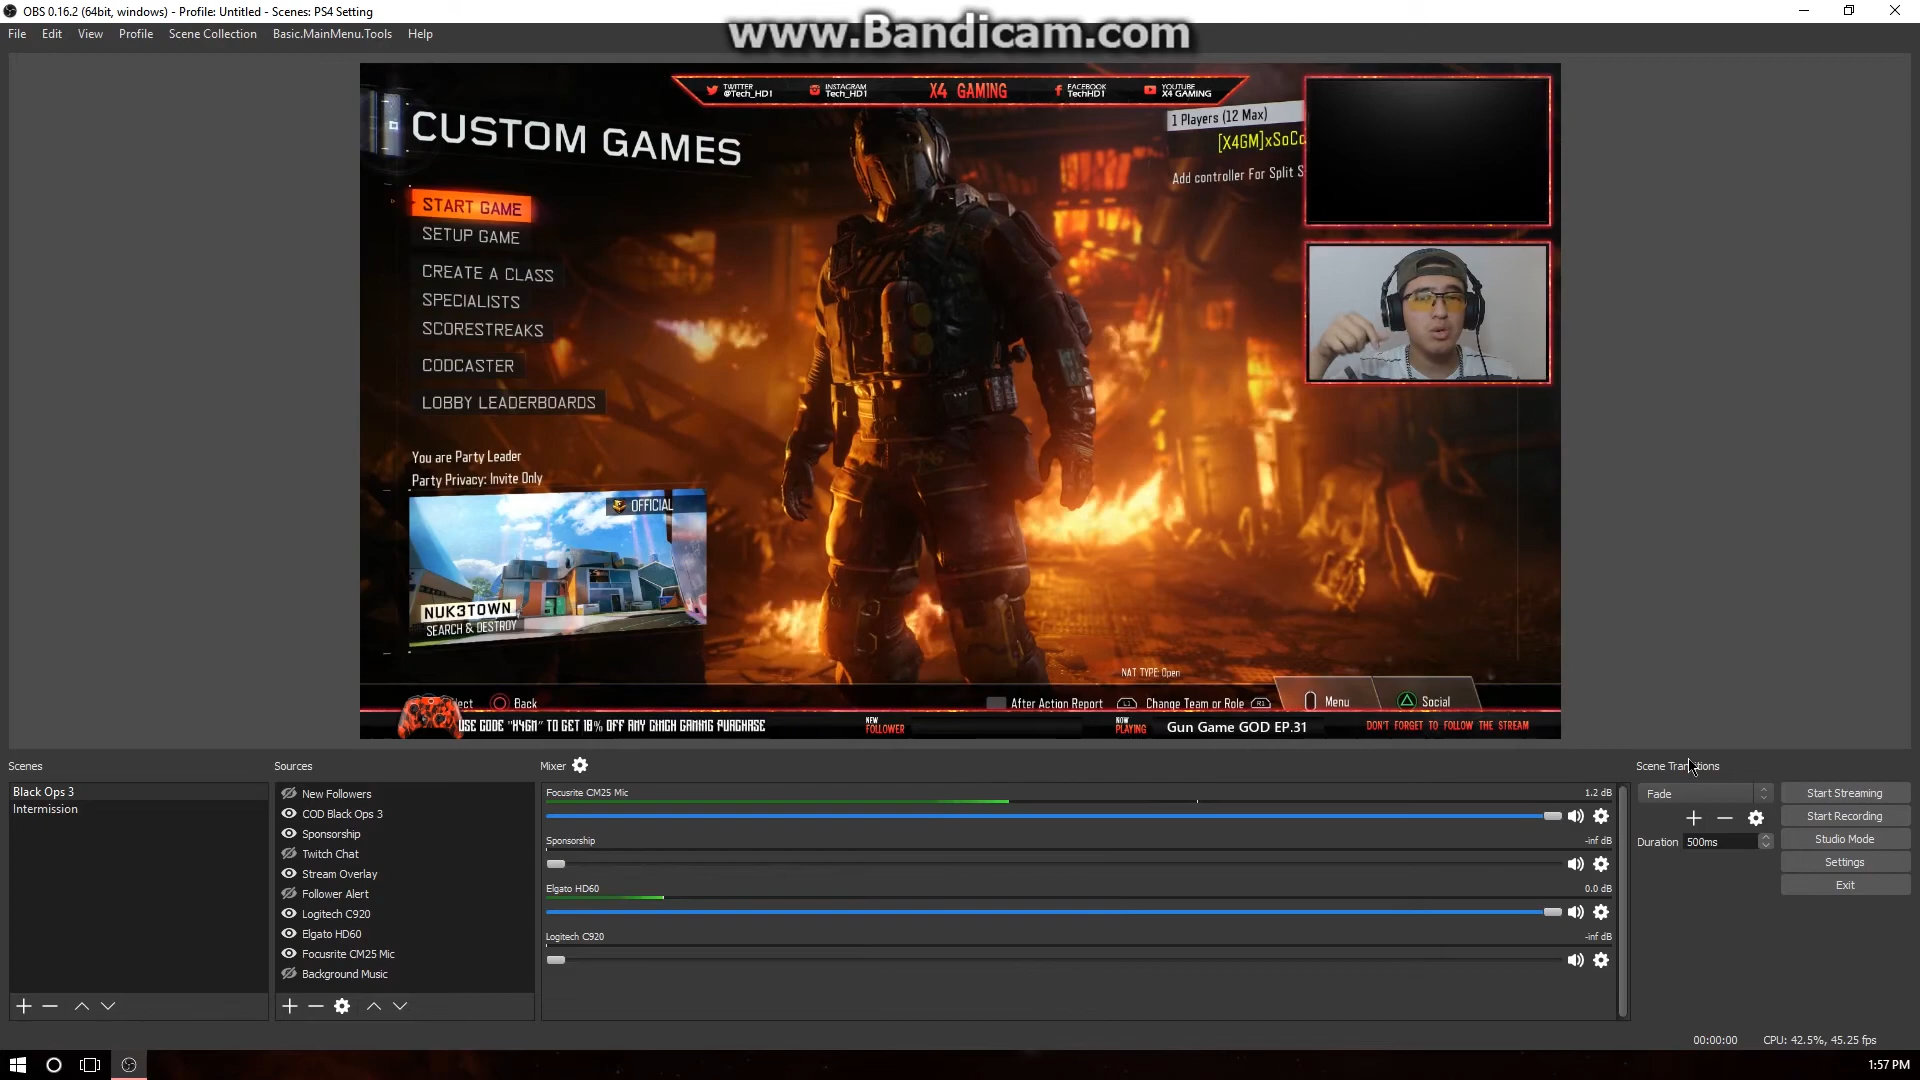 OBS 0.16.2 (64bit, windows) - Profile: Untitled - Scenes: PS4 Setting
www.Bandicam.com
File Edit View Profile Scene Collection Basic.MainMenu.Tools Help
TWITTER
@Tech_HD1
INSTAGRAM
Tech_HD1
X4 GAMING
FACEBOOK
TechHD1
YOUTUBE
X4 GAMING
CUSTOM GAMES
1 Players (12 Max)
[X4GM]xSoCo
Add controller For Split S
START GAME
SETUP GAME
CREATE A CLASS
SPECIALISTS
SCORESTREAKS
CODCASTER
LOBBY LEADERBOARDS
You are Party Leader
Party Privacy: Invite Only
OFFICIAL
NUK3TOWN
SEARCH & DESTROY
NAT TYPE: Open
ect Back After Action Report L1 Change Team or Role R1 Menu Social
USE CODE "X4GM" TO GET 10% OFF ANY CINCH GAMING PURCHASE
NEW
FOLLOWER
NOW
PLAYING
Gun Game GOD EP.31
DON'T FORGET TO FOLLOW THE STREAM
Scenes
Black Ops 3
Intermission
Sources
New Followers
COD Black Ops 3
Sponsorship
Twitch Chat
Stream Overlay
Follower Alert
Logitech C920
Elgato HD60
Focusrite CM25 Mic
Background Music
Mixer
Focusrite CM25 Mic 1.2 dB
Sponsorship -inf dB
Elgato HD60 0.0 dB
Logitech C920 -inf dB
Scene Transitions
Fade
Duration 500ms
Start Streaming
Start Recording
Studio Mode
Settings
Exit
00:00:00 CPU: 42.5%, 45.25 fps
1:57 PM